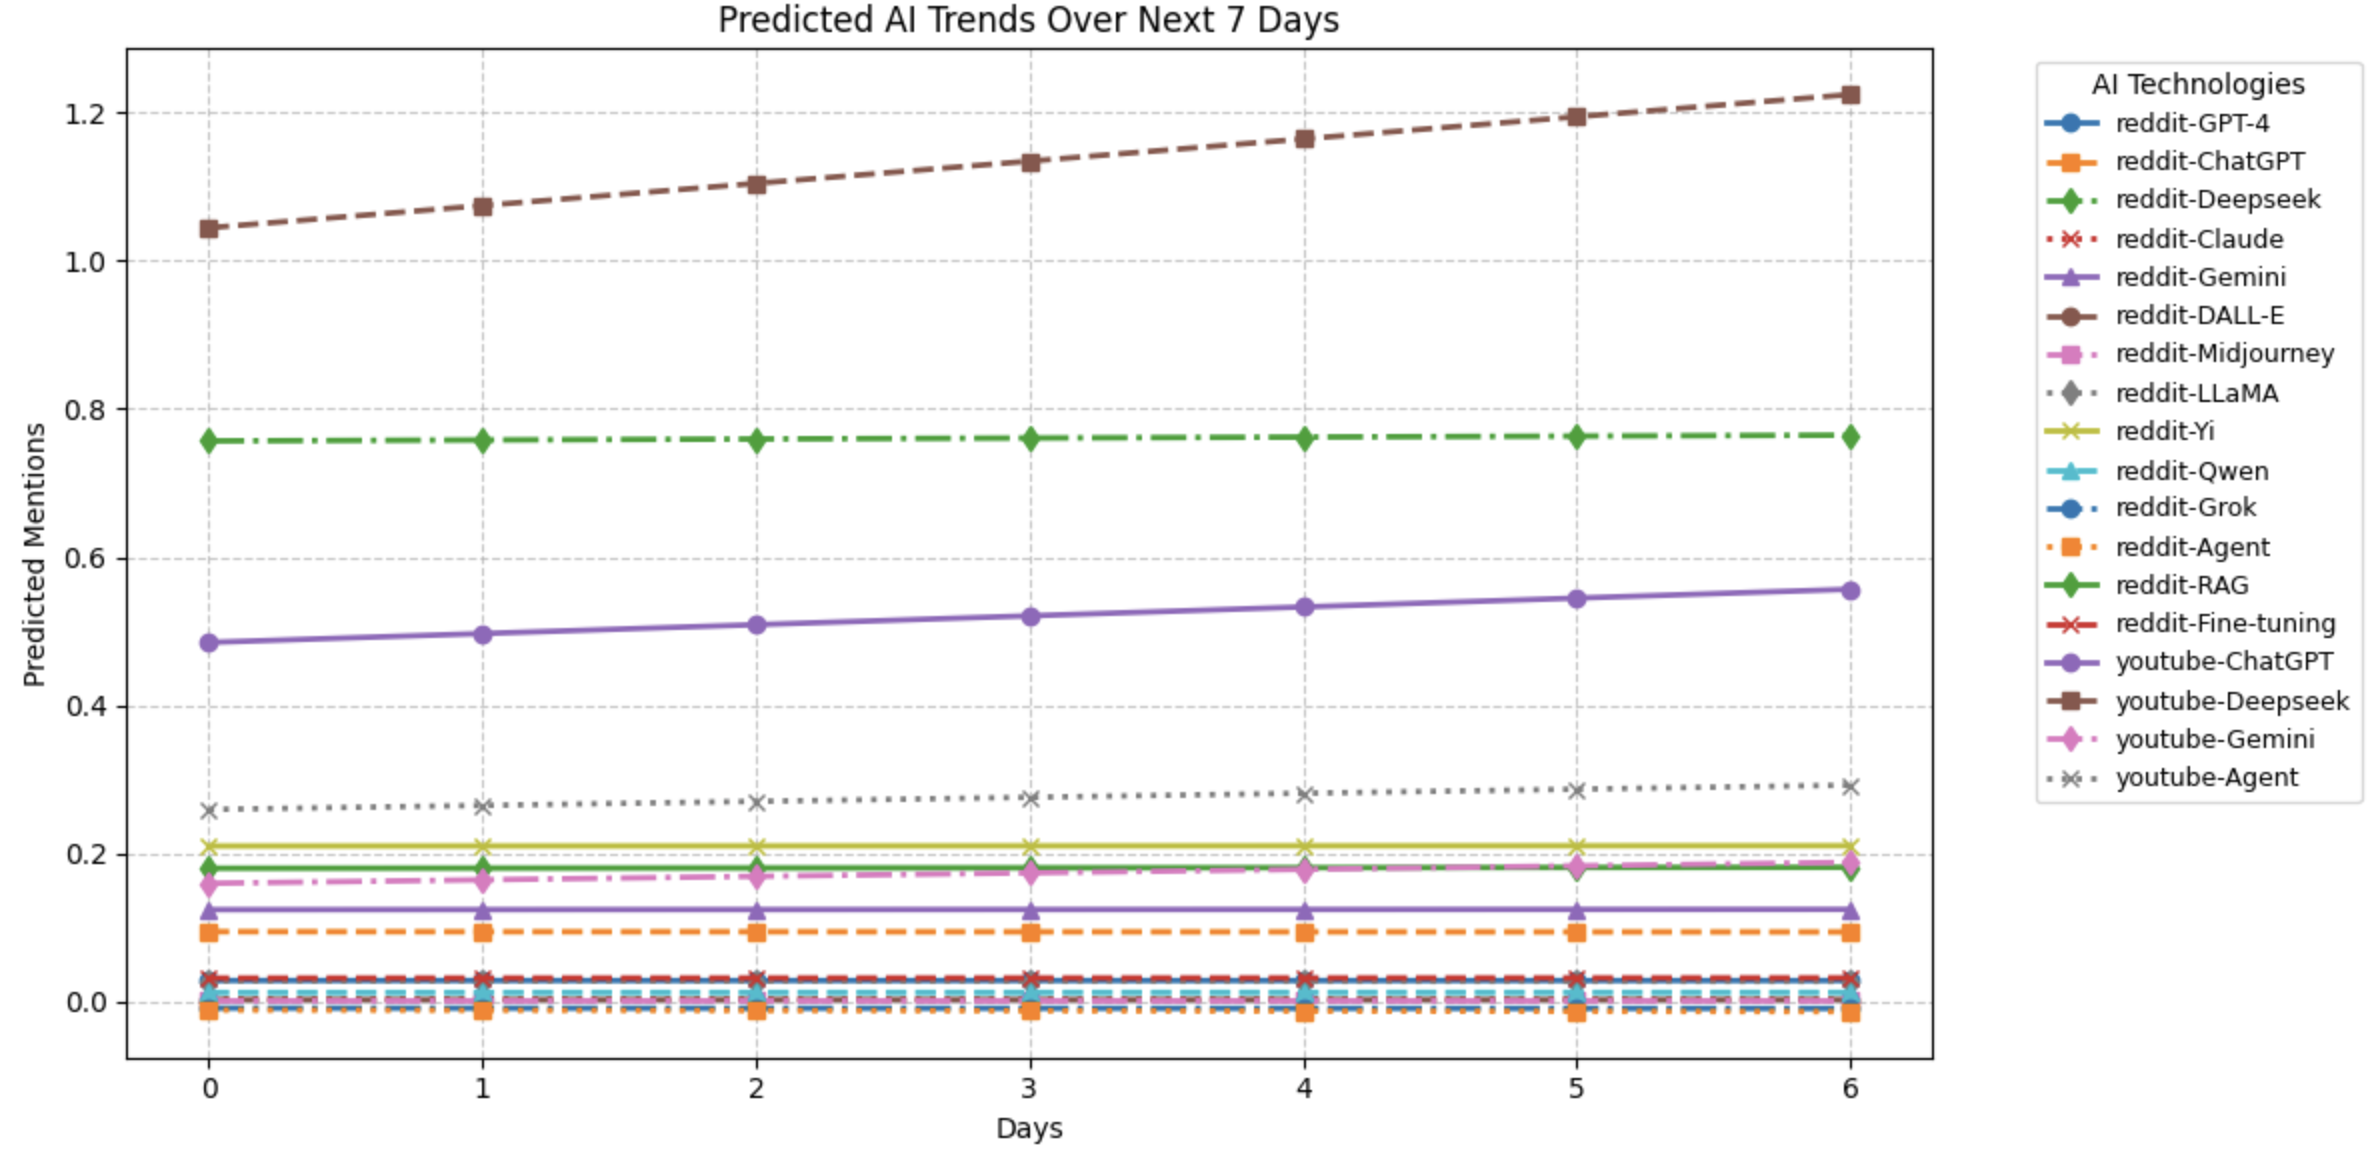 Predicted AI Trends Over Next 7 Days
Predicted Mentions
1.2
1.0
0.8
0.6
0.4
0.2
0.0
0 1 2 3 4 5 6
Days
AI Technologies
reddit-GPT-4
reddit-ChatGPT
reddit-Deepseek
reddit-Claude
reddit-Gemini
reddit-DALL-E
reddit-Midjourney
reddit-LLaMA
reddit-Yi
reddit-Qwen
reddit-Grok
reddit-Agent
reddit-RAG
reddit-Fine-tuning
youtube-ChatGPT
youtube-Deepseek
youtube-Gemini
youtube-Agent